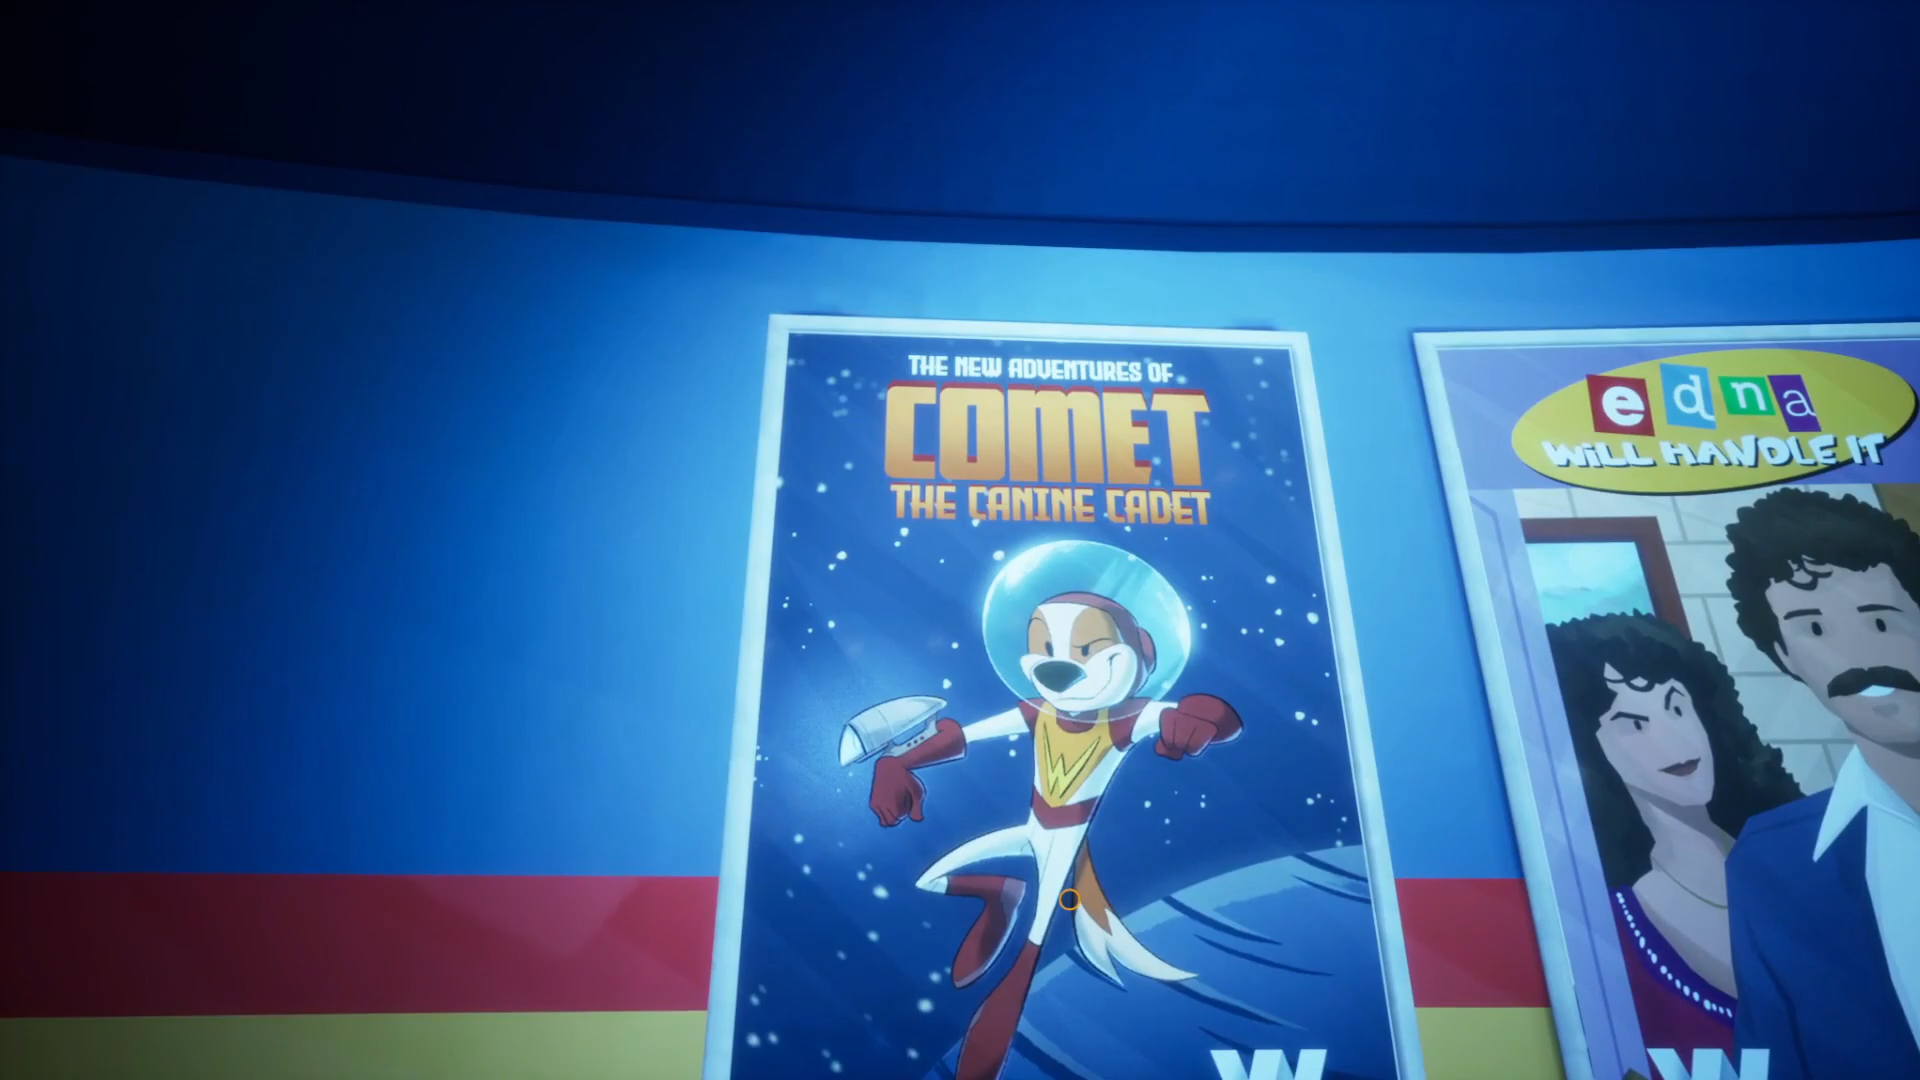 THE NEW ADVENTURES OF
COMET
THE CANINE CADET
W
W
edna
WILL HANDLE IT
W